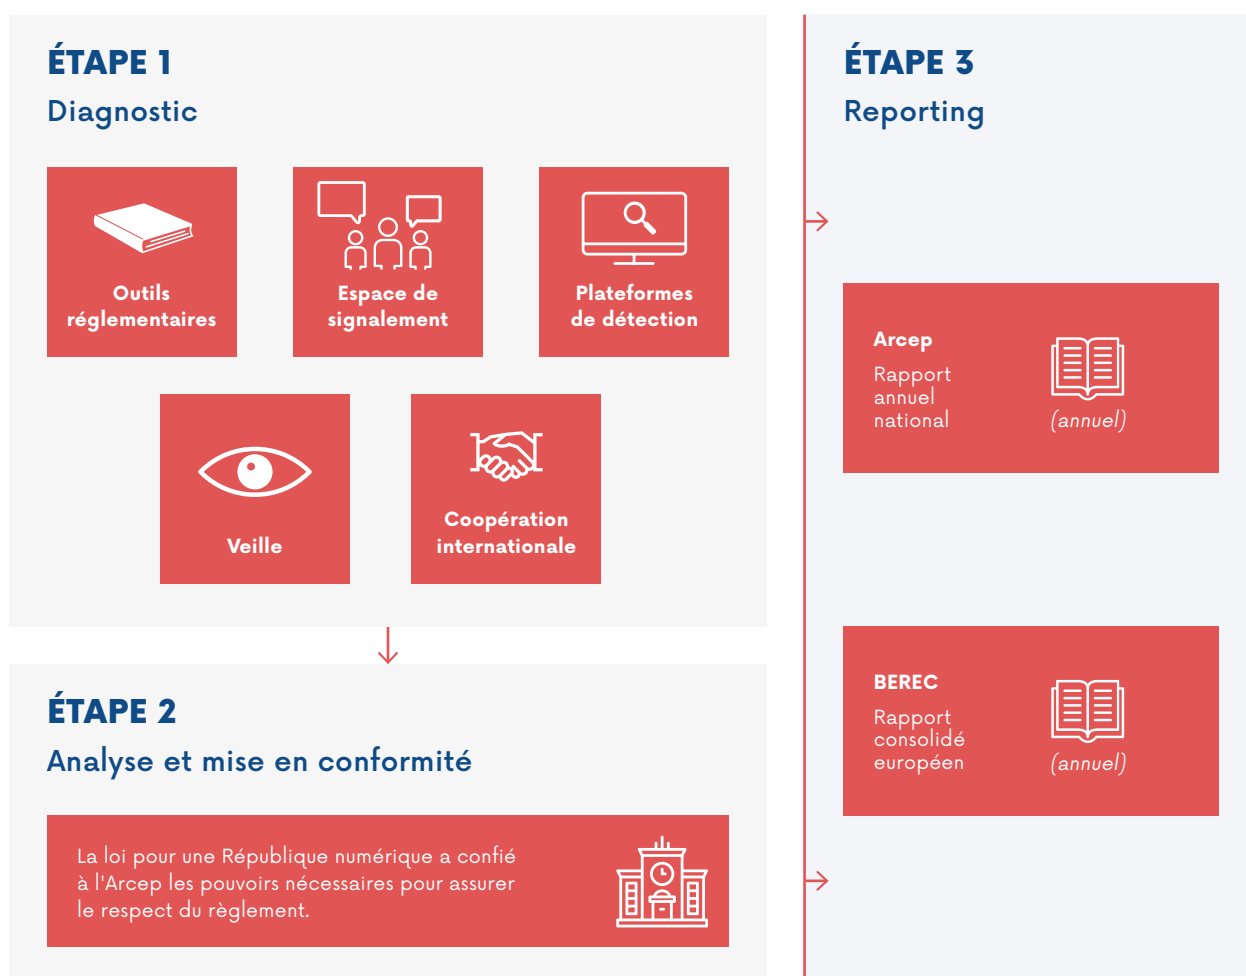 ÉTAPE 1
Diagnostic
Outils
réglementaires
Espace de
signalement
Plateformes
de détection
Veille
Coopération
internationale
ÉTAPE 2
Analyse et mise en conformité
La loi pour une République numérique a confié
à l'Arcep les pouvoirs nécessaires pour assurer
le respect du règlement.
ÉTAPE 3
Reporting
Arcep
Rapport
annuel
national
(annuel)
BEREC
Rapport
consolidé
européen
(annuel)